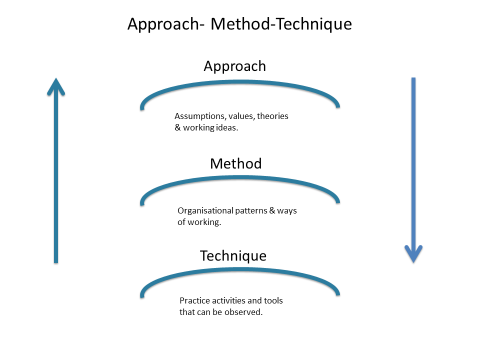 Approach- Method-Technique
Approach
Assumptions, values, theories
& working ideas.
Method
Organisational patterns & ways
of working.
Technique
Practice activities and tools
that can be observed.